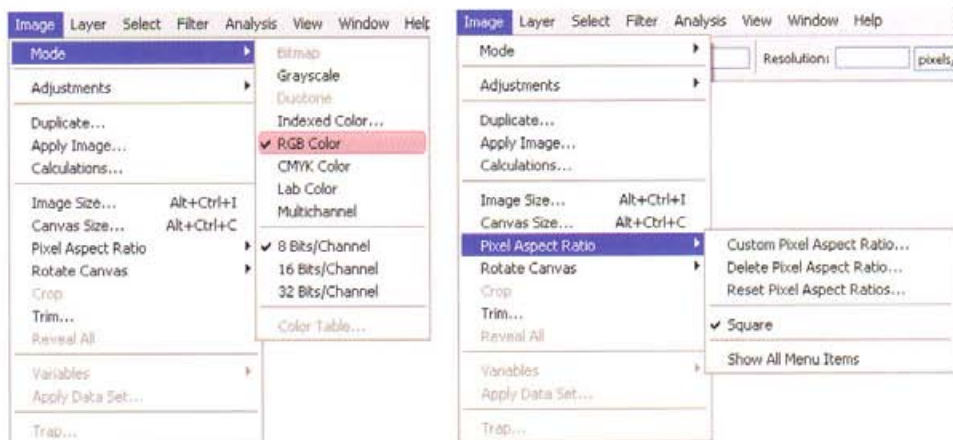 Image Layer Select Filter Analysis View Window Help
Mode
Adjustments
Duplicate...
Apply Image...
Calculations...
Image Size... Alt+Ctrl+I
Canvas Size... Alt+Ctrl+C
Pixel Aspect Ratio
Rotate Canvas
Crop
Trim...
Reveal All
Variables
Apply Data Set...
Trap...
Bitmap
Grayscale
Duotone
Indexed Color...
RGB Color
CMYK Color
Lab Color
Multichannel
8 Bits/Channel
16 Bits/Channel
32 Bits/Channel
Color Table...
Image Layer Select Filter Analysis View Window Help
Resolution: pixels/
Mode
Adjustments
Duplicate...
Apply Image...
Calculations...
Image Size... Alt+Ctrl+I
Canvas Size... Alt+Ctrl+C
Pixel Aspect Ratio
Rotate Canvas
Crop
Trim...
Reveal All
Variables
Apply Data Set...
Trap...
Custom Pixel Aspect Ratio...
Delete Pixel Aspect Ratio...
Reset Pixel Aspect Ratios...
Square
Show All Menu Items